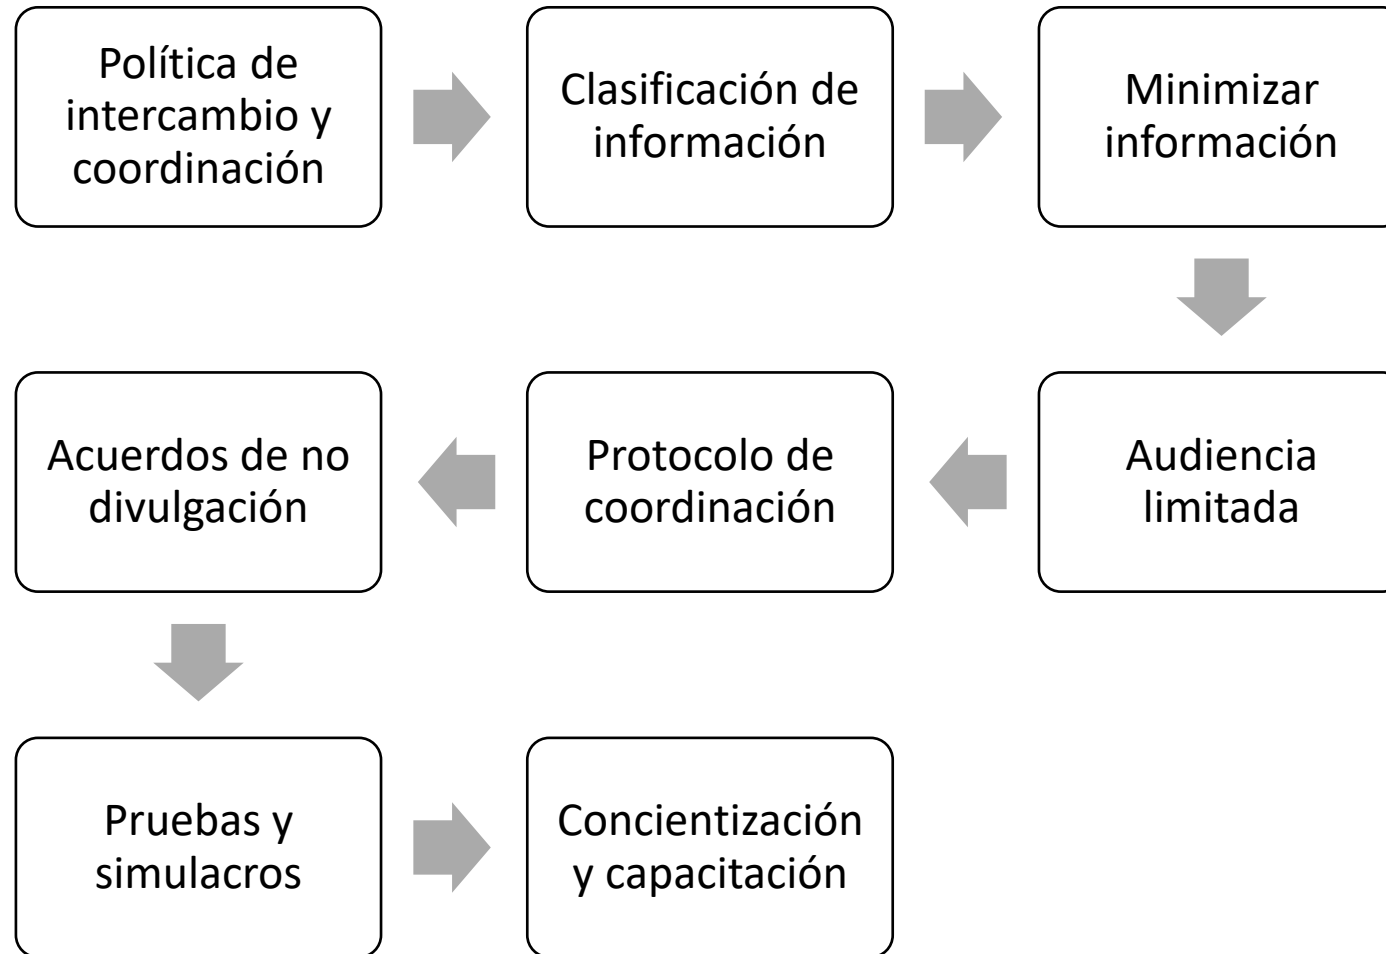 Política de
intercambio y
coordinación
Clasificación de
información
Minimizar
información
Audiencia
limitada
Protocolo de
coordinación
Acuerdos de no
divulgación
Pruebas y
simulacros
Concientización
y capacitación